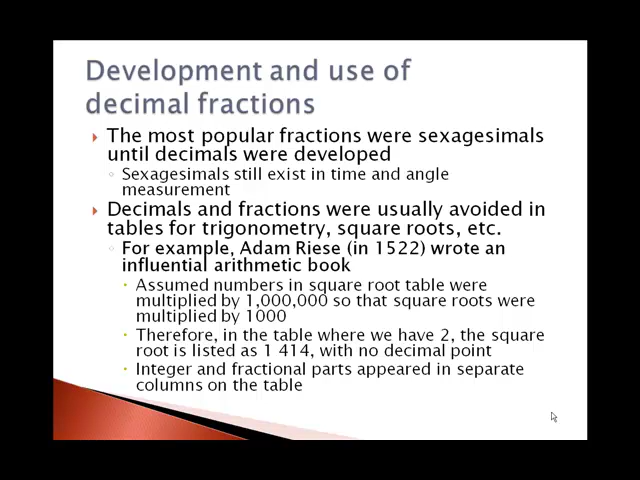 Development and use of
decimal fractions
The most popular fractions were sexagesimals
until decimals were developed
Sexagesimals still exist in time and angle
measurement
Decimals and fractions were usually avoided in
tables for trigonometry, square roots, etc.
For example, Adam Riese (in 1522) wrote an
influential arithmetic book
Assumed numbers in square root table were
multiplied by 1,000,000 so that square roots were
multiplied by 1000
Therefore, in the table where we have 2, the square
root is listed as 1 414, with no decimal point
Integer and fractional parts appeared in separate
columns on the table